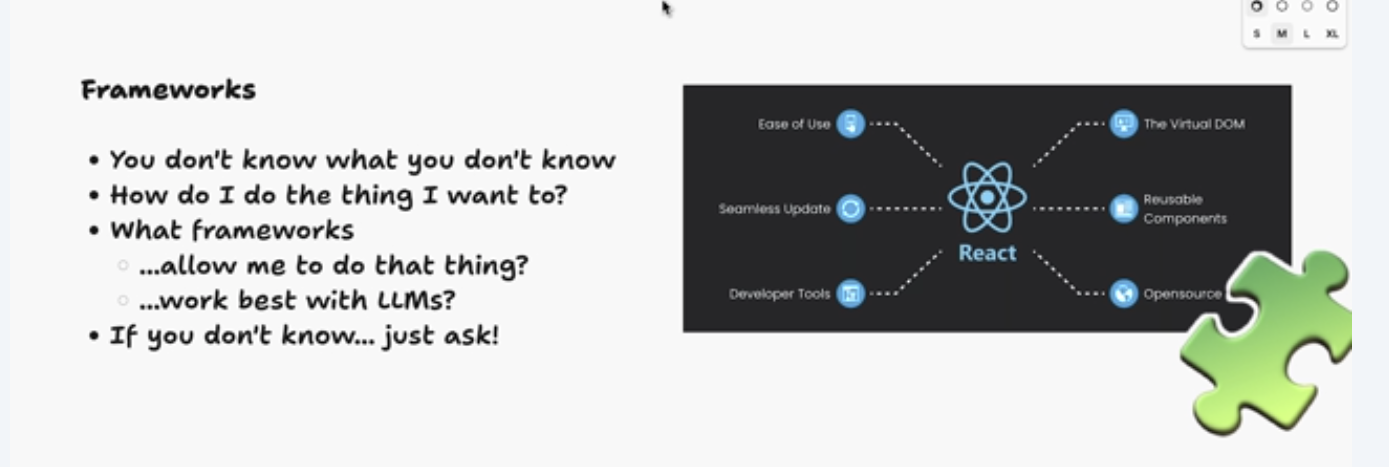 S M L XL
Frameworks
• You don't know what you don't know
• How do I do the thing I want to?
• What frameworks
○ ...allow me to do that thing?
○ ...work best with LLMs?
• If you don't know... just ask!
Ease of Use
Seamless Update
Developer Tools
React
The Virtual DOM
Reusable
Components
Opensource